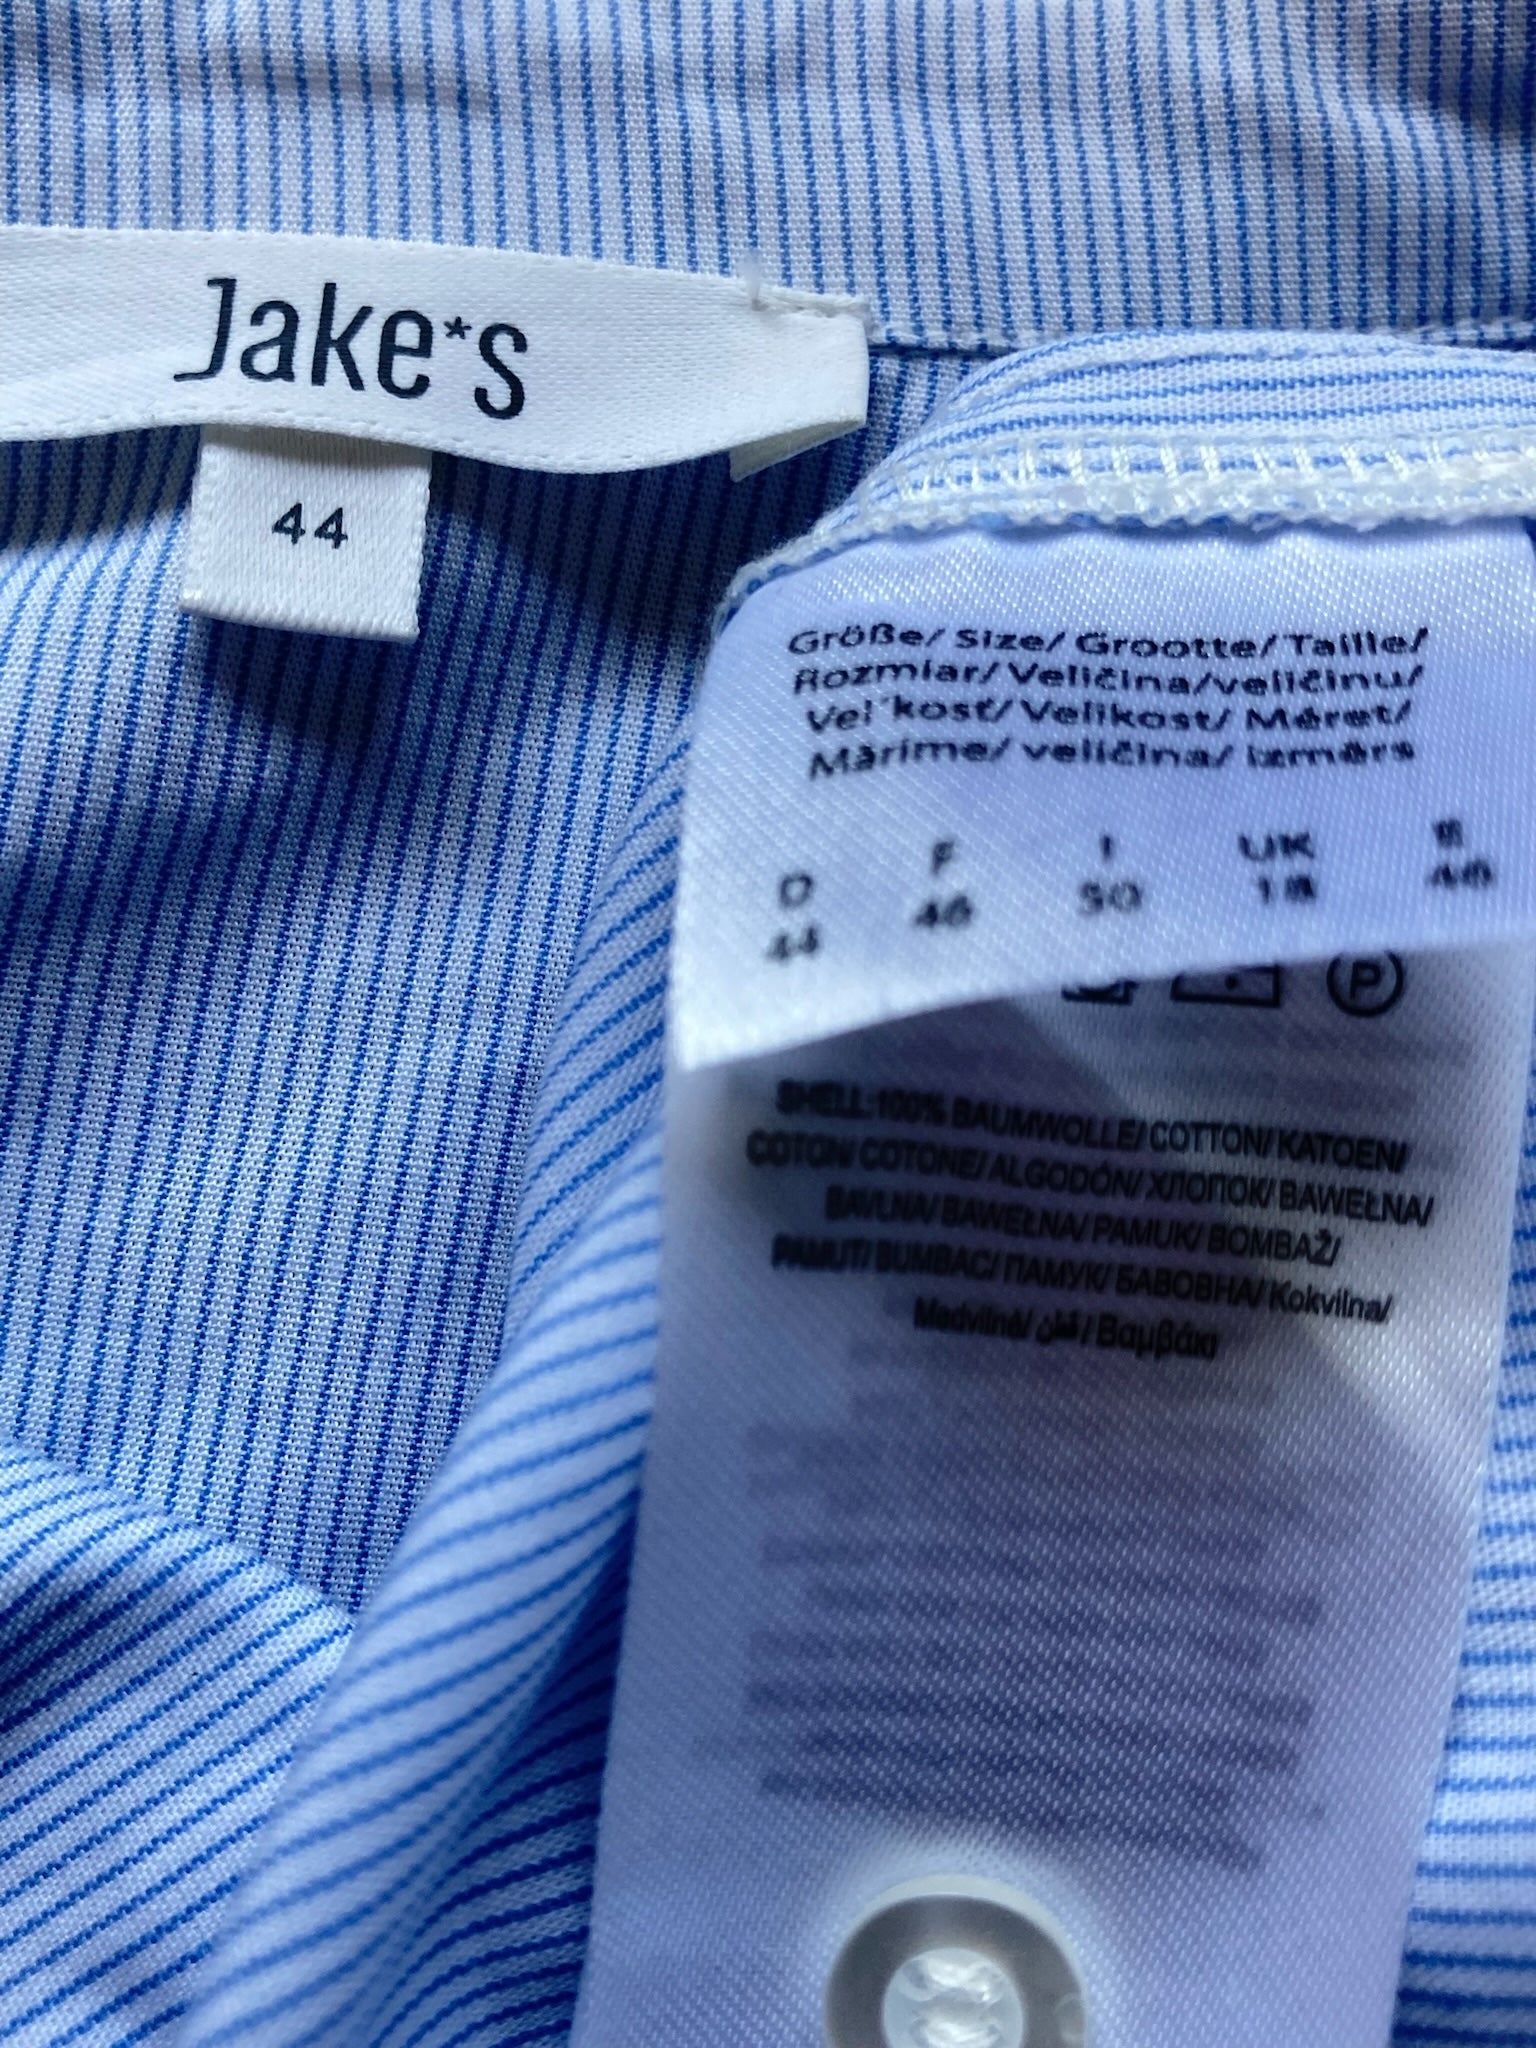 Jake*s
44
Größe/ Size/ Grootte/ Taille/
Rozmiar/ Veličina/veličinu/
Vel´kosť/ Velikost/ Méret/
Mărime/ veličina/ izmērs
D F I UK E
44 46 50 18 46
P
SHELL:100% BAUMWOLLE/ COTTON/ KATOEN/
COTON/ COTONE/ ALGODÓN/ ХЛОПОК/ BAWEŁNA/
BAVLNA/ BAWEŁNA/ PAMUK/ BOMBAŽ/
PAMUT/ BUMBAC/ ПАМУК/ БАВОВНА/ Kokvilna/
Medvilnė/ قطن / Βαμβάκι